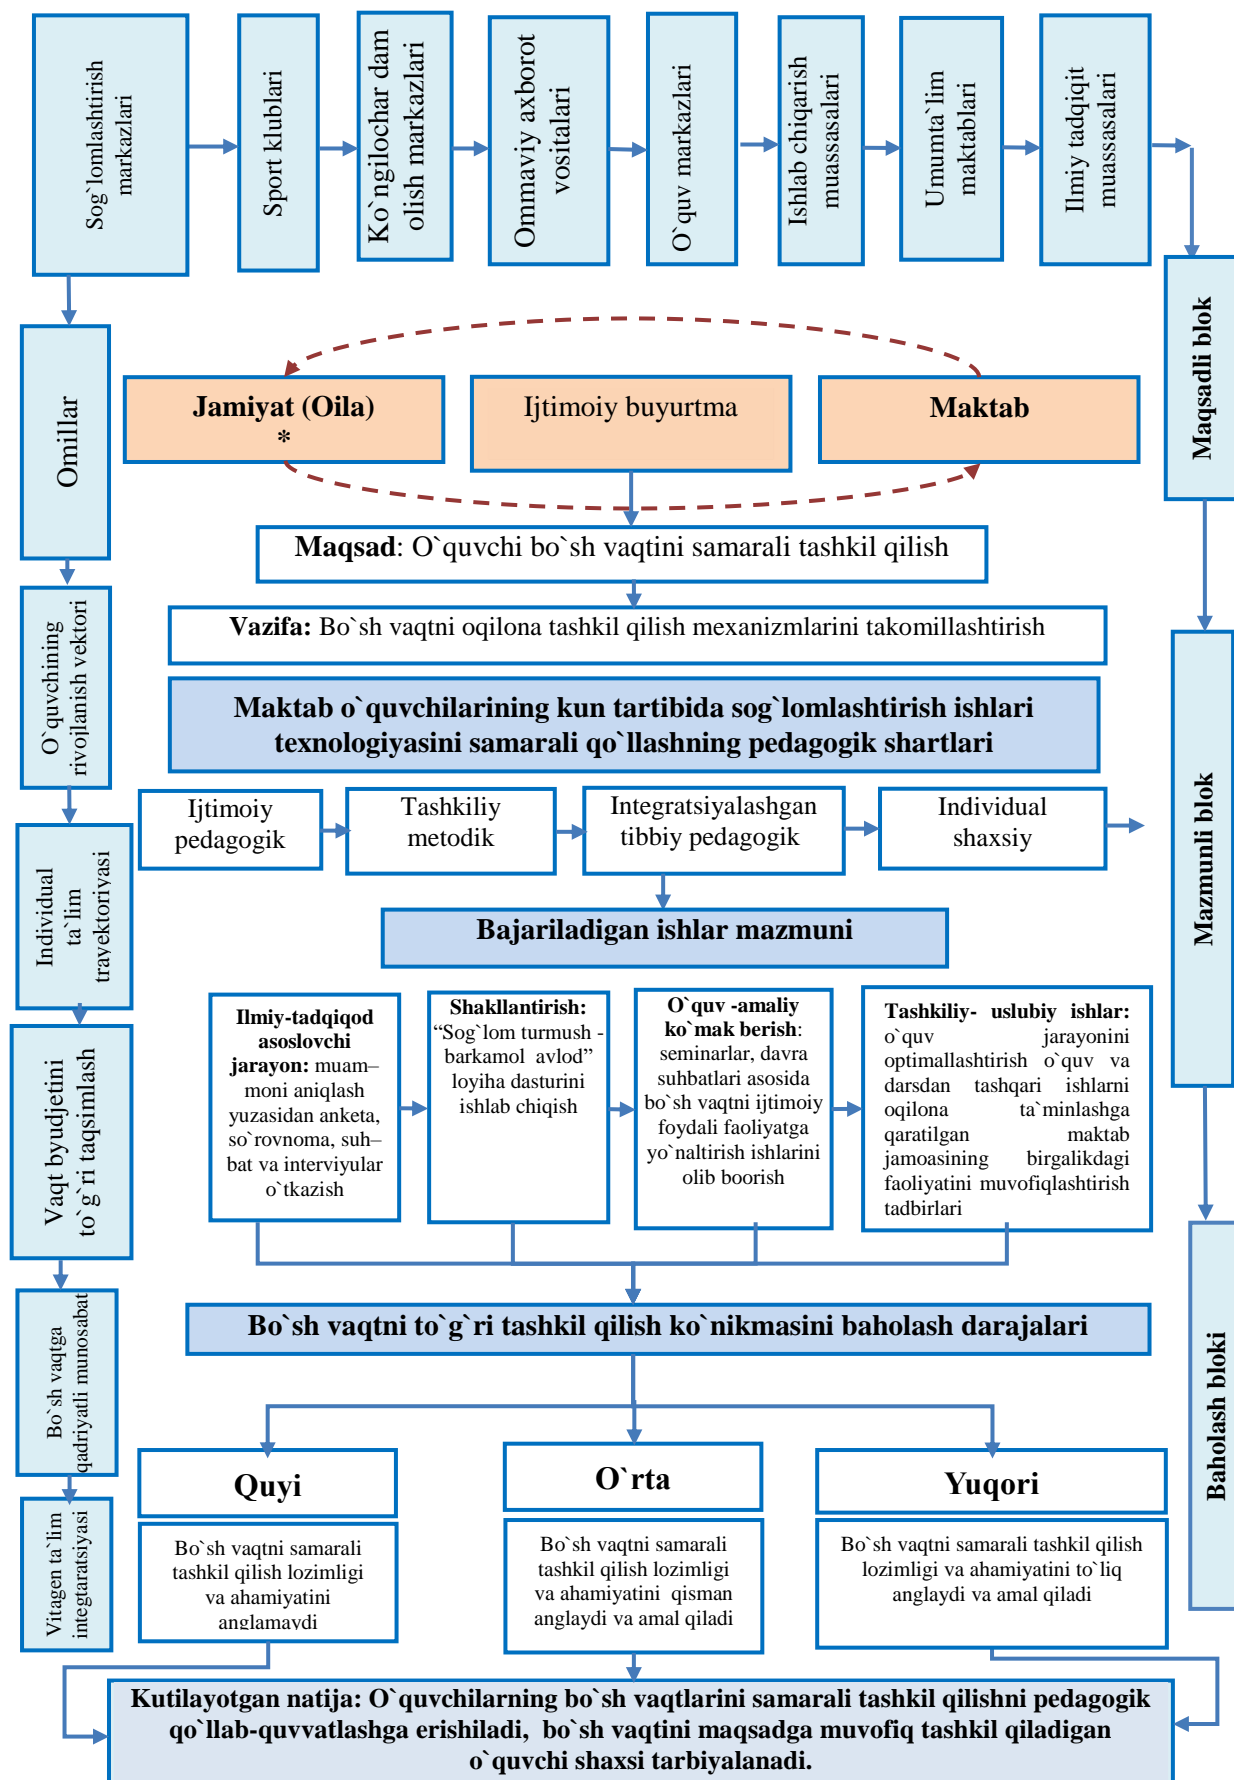 Sog`lomlashtirish
markazlari
Sport klublari
Ko`ngilochar dam
olish markazlari
Ommaviy axborot
vositalari
O`quv markazlari
Ishlab chiqarish
muassasalari
Umumta`lim
maktablari
Ilmiy tadqiqit
muassasalari
Omillar
Maqsadli blok
Jamiyat (Oila)
*
Ijtimoiy buyurtma
Maktab
Maqsad: O`quvchi bo`sh vaqtini samarali tashkil qilish
Vazifa: Bo`sh vaqtni oqilona tashkil qilish mexanizmlarini takomillashtirish
O`quvchining
rivojlanish vektori
Maktab o`quvchilarining kun tartibida sog`lomlashtirish ishlari
texnologiyasini samarali qo`llashning pedagogik shartlari
Ijtimoiy
pedagogik
Tashkiliy
metodik
Integratsiyalashgan
tibbiy pedagogik
Individual
shaxsiy
Mazmunli blok
Individual
ta`lim
trayektoriyasi
Bajariladigan ishlar mazmuni
Ilmiy-tadqiqod
asoslovchi
jarayon: muam–
moni aniqlash
yuzasidan anketa,
so`rovnoma, suh–
bat va interviyular
o`tkazish
Shakllantirish:
“Sog`lom turmush -
barkamol avlod”
loyiha dasturini
ishlab chiqish
O`quv -amaliy
ko`mak berish:
seminarlar, davra
suhbatlari asosida
bo`sh vaqtni ijtimoiy
foydali faoliyatga
yo`naltirish ishlarini
olib boorish
Tashkiliy- uslubiy ishlar:
o`quv jarayonini
optimallashtirish o`quv va
darsdan tashqari ishlarni
oqilona ta`minlashga
qaratilgan maktab
jamoasining birgalikdagi
faoliyatini muvofiqlashtirish
tadbirlari
Vaqt byudjetini
to`g`ri taqsimlash
Bo`sh vaqtni to`g`ri tashkil qilish ko`nikmasini baholash darajalari
Bo`sh vaqtga
qadriyatli munosabat
Baholash bloki
Quyi
O`rta
Yuqori
Bo`sh vaqtni samarali
tashkil qilish lozimligi
va ahamiyatini
anglamaydi
Bo`sh vaqtni samarali
tashkil qilish lozimligi
va ahamiyatini qisman
anglaydi va amal qiladi
Bo`sh vaqtni samarali tashkil qilish
lozimligi va ahamiyatini to`liq
anglaydi va amal qiladi
Vitagen ta`lim
integtaratsiyasi
Kutilayotgan natija: O`quvchilarning bo`sh vaqtlarini samarali tashkil qilishni pedagogik
qo`llab-quvvatlashga erishiladi, bo`sh vaqtini maqsadga muvofiq tashkil qiladigan
o`quvchi shaxsi tarbiyalanadi.